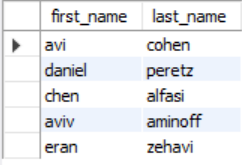 first_name last_name
avi cohen
daniel peretz
chen alfasi
aviv aminoff
eran zehavi